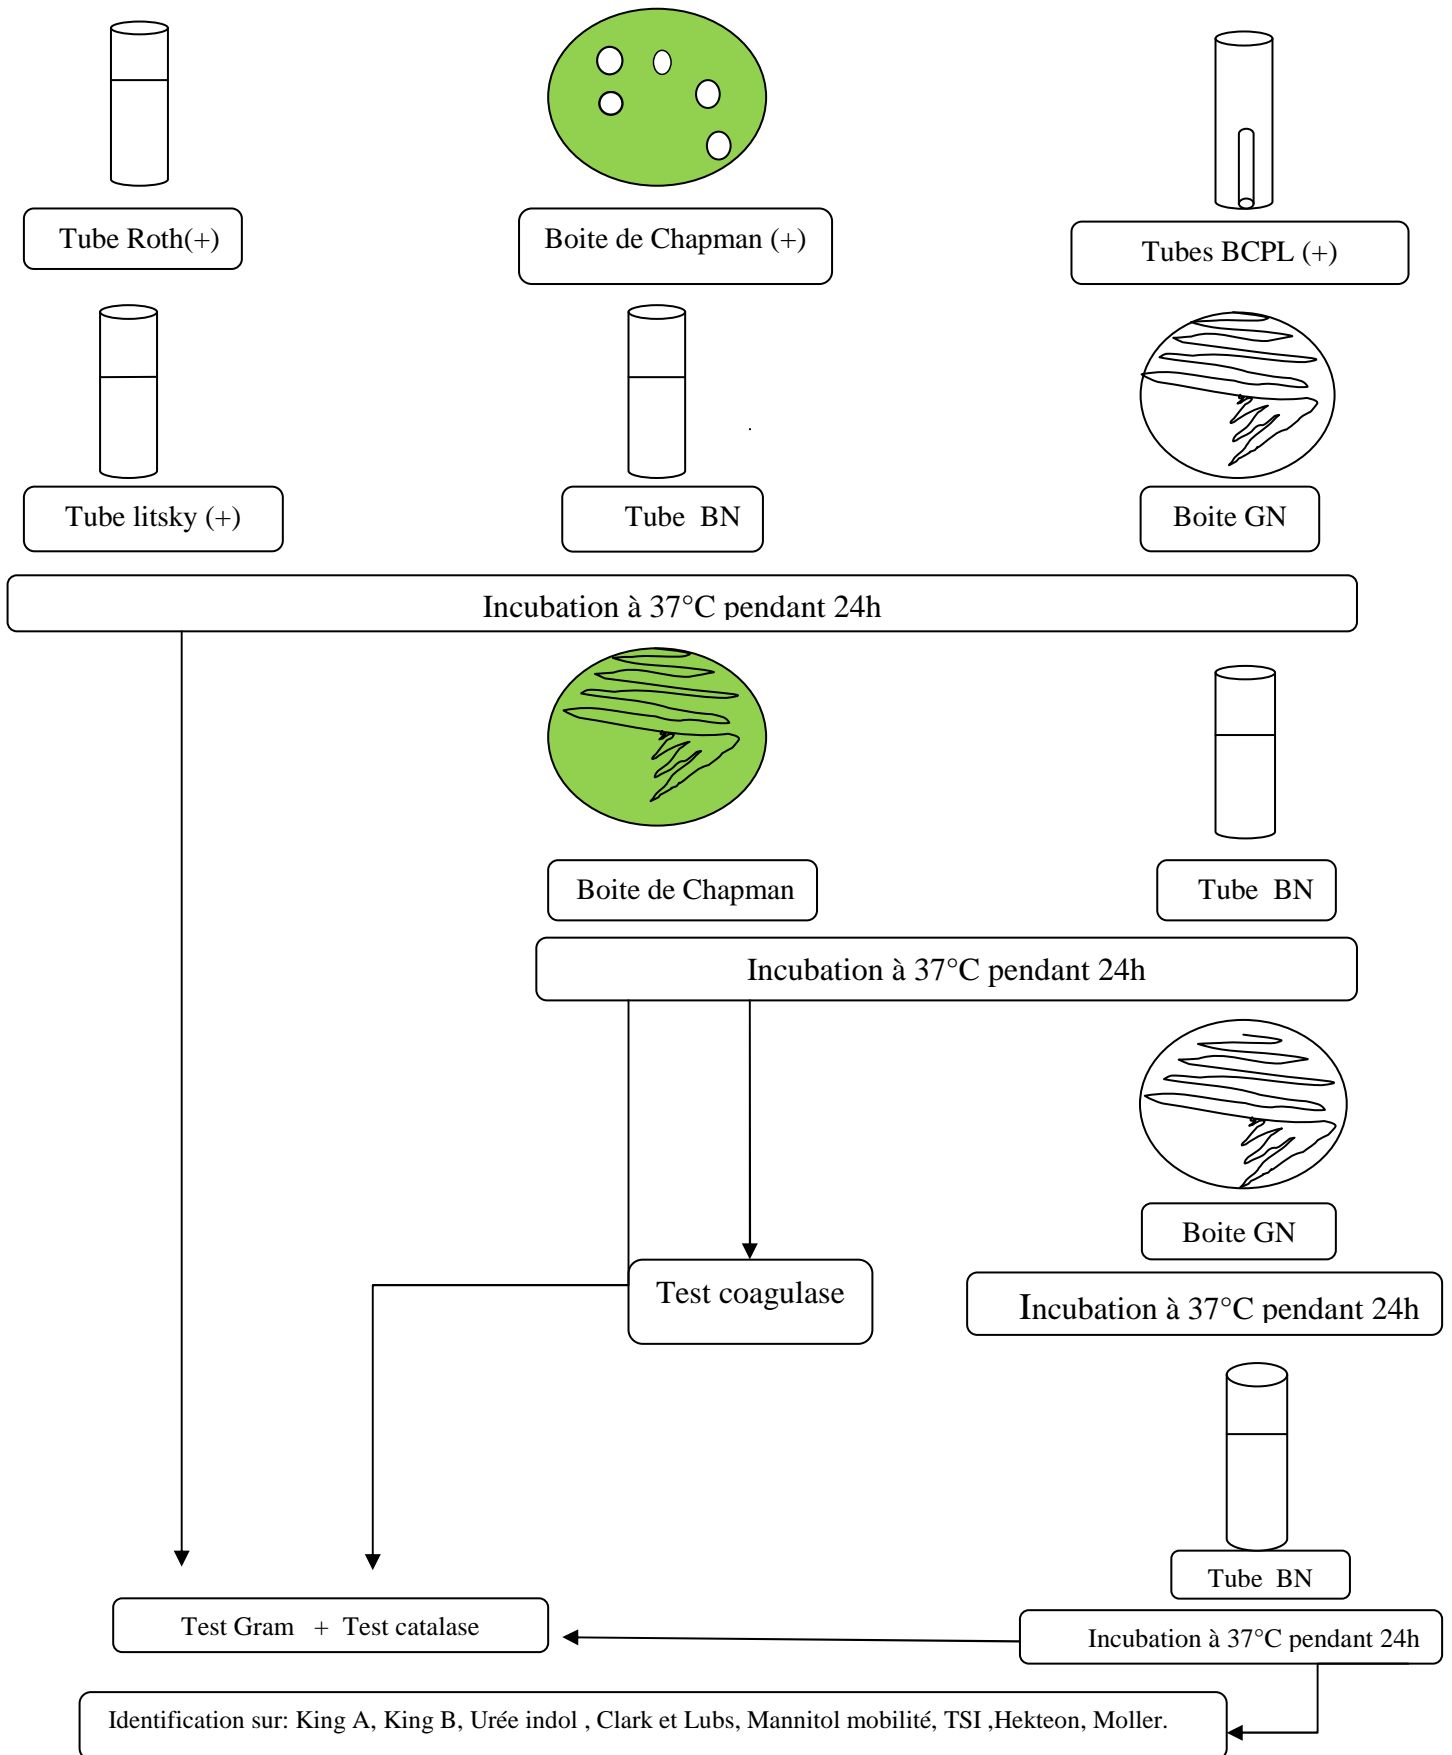 Tube Roth(+)
Boite de Chapman (+)
Tubes BCPL (+)
Tube litsky (+)
Tube BN
Boite GN
Incubation à 37°C pendant 24h
Boite de Chapman
Tube BN
Incubation à 37°C pendant 24h
Boite GN
Test coagulase
Incubation à 37°C pendant 24h
Tube BN
Test Gram + Test catalase
Incubation à 37°C pendant 24h
Identification sur: King A, King B, Urée indol , Clark et Lubs, Mannitol mobilité, TSI ,Hekteon, Moller.